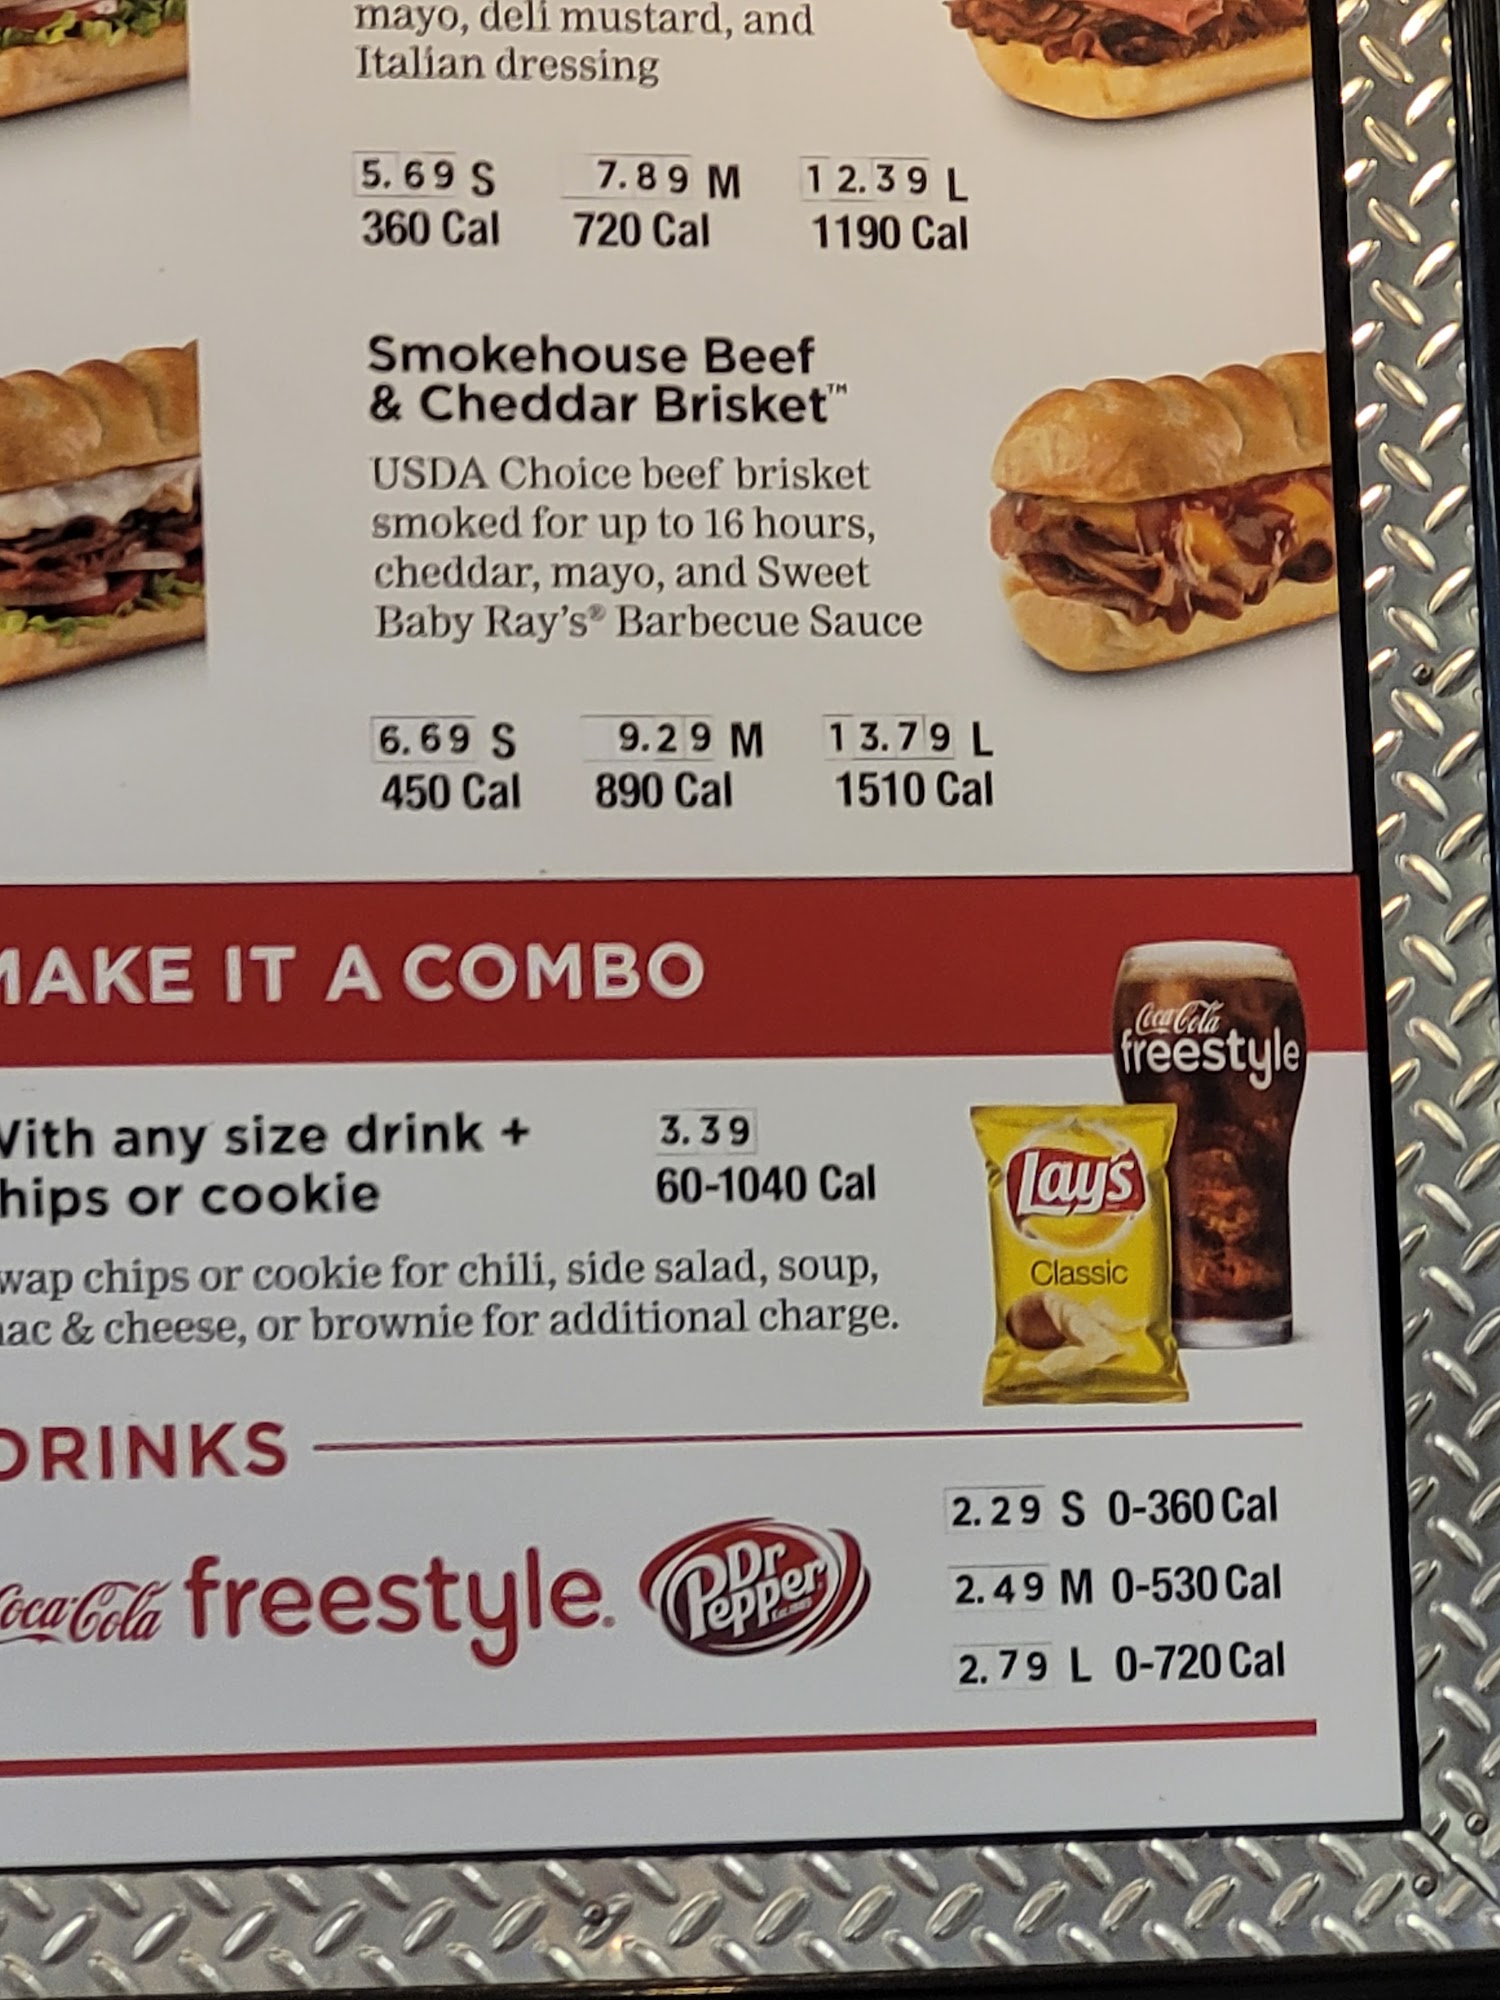 mayo, deli mustard, and
Italian dressing
5.69 S 7.89 M 12.39 L
360 Cal 720 Cal 1190 Cal
Smokehouse Beef
& Cheddar Brisket™
USDA Choice beef brisket
smoked for up to 16 hours,
cheddar, mayo, and Sweet
Baby Ray's® Barbecue Sauce
6.69 S 9.29 M 13.79 L
450 Cal 890 Cal 1510 Cal
MAKE IT A COMBO
Coca-Cola
freestyle
With any size drink + 3.39
hips or cookie 60-1040 Cal
Lay's
Classic
wap chips or cookie for chili, side salad, soup,
ac & cheese, or brownie for additional charge.
DRINKS
2.29 S 0-360 Cal
Coca-Cola freestyle. Dr Pepper
2.49 M 0-530 Cal
2.79 L 0-720 Cal